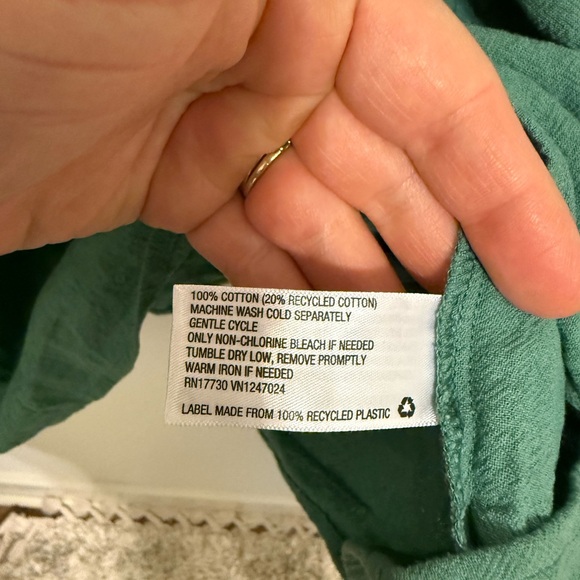 100% COTTON (20% RECYCLED COTTON)
MACHINE WASH COLD SEPARATELY
GENTLE CYCLE
ONLY NON-CHLORINE BLEACH IF NEEDED
TUMBLE DRY LOW, REMOVE PROMPTLY
WARM IRON IF NEEDED
RN17730 VN1247024
LABEL MADE FROM 100% RECYCLED PLASTIC